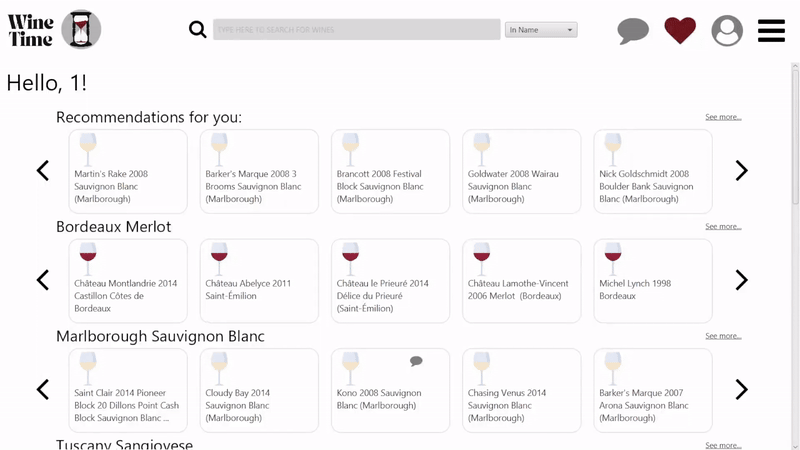 Wine
Time
TYPE HERE TO SEARCH FOR WINES
In Name
Hello, 1!
Recommendations for you:
See more...
Martin's Rake 2008
Sauvignon Blanc
(Marlborough)
Barker's Marque 2008 3
Brooms Sauvignon Blanc
(Marlborough)
Brancott 2008 Festival
Block Sauvignon Blanc
(Marlborough)
Goldwater 2008 Wairau
Sauvignon Blanc
(Marlborough)
Nick Goldschmidt 2008
Boulder Bank Sauvignon
Blanc (Marlborough)
Bordeaux Merlot
See more...
Château Montlandrie 2014
Castillon Côtes de
Bordeaux
Château Abelyce 2011
Saint-Émilion
Château le Prieuré 2014
Délice du Prieuré
(Saint-Émilion)
Château Lamothe-Vincent
2006 Merlot (Bordeaux)
Michel Lynch 1998
Bordeaux
Marlborough Sauvignon Blanc
See more...
Saint Clair 2014 Pioneer
Block 20 Dillons Point Cash
Block Sauvignon Blanc ...
Cloudy Bay 2014
Sauvignon Blanc
(Marlborough)
Kono 2008 Sauvignon
Blanc (Marlborough)
Chasing Venus 2014
Sauvignon Blanc
(Marlborough)
Barker's Marque 2007
Arona Sauvignon Blanc
(Marlborough)
Tuscany Sangiovese
See more...